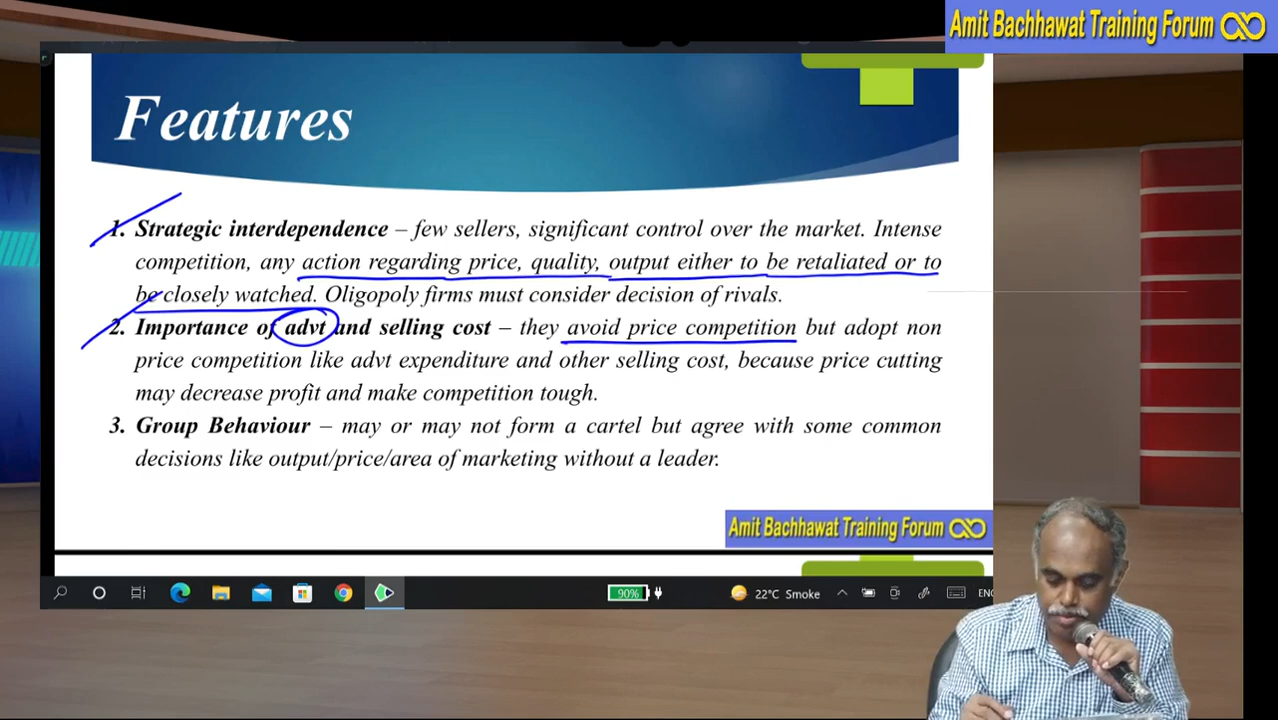 Amit Bachhawat Training Forum
Features
1. Strategic interdependence – few sellers, significant control over the market. Intense
competition, any action regarding price, quality, output either to be retaliated or to
be closely watched. Oligopoly firms must consider decision of rivals.
2. Importance of advt and selling cost – they avoid price competition but adopt non
price competition like advt expenditure and other selling cost, because price cutting
may decrease profit and make competition tough.
3. Group Behaviour – may or may not form a cartel but agree with some common
decisions like output/price/area of marketing without a leader.
Amit Bachhawat Training Forum
90%
22°C Smoke
ENG